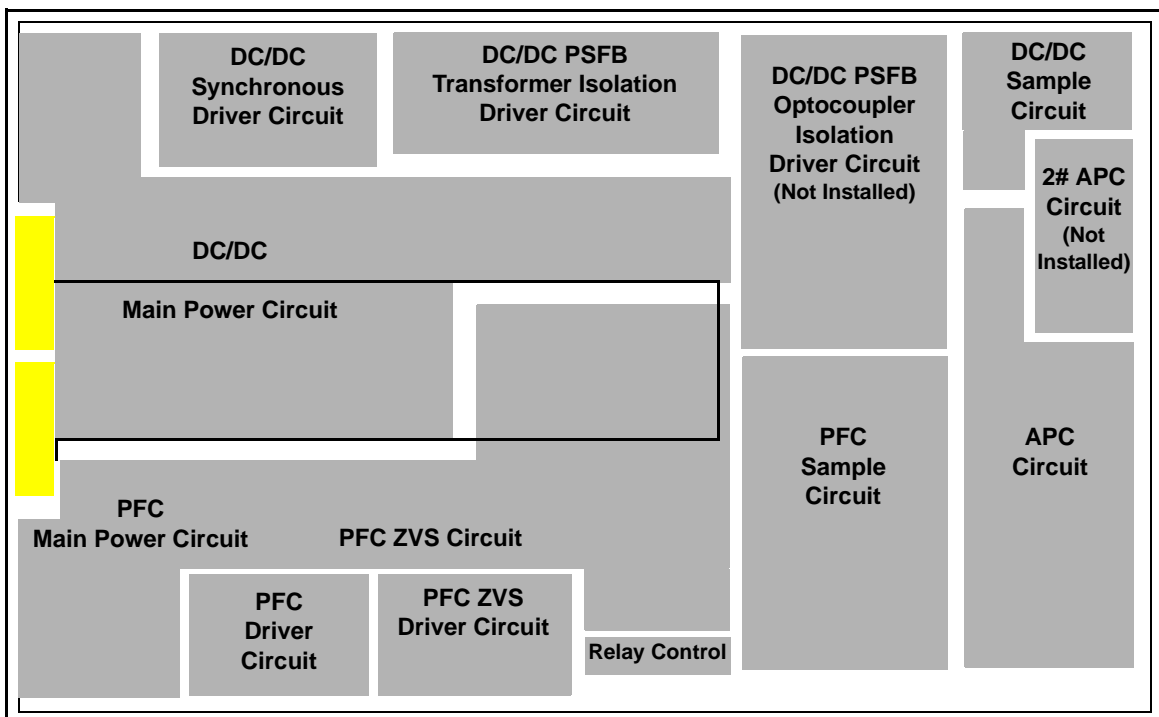 DC/DC
Synchronous
Driver Circuit
DC/DC PSFB
Transformer Isolation
Driver Circuit
DC/DC PSFB
Optocoupler
Isolation
Driver Circuit
(Not Installed)
DC/DC
Sample
Circuit
2# APC
Circuit
(Not
Installed)
DC/DC
Main Power Circuit
PFC
Sample
Circuit
APC
Circuit
PFC
Main Power Circuit
PFC ZVS Circuit
PFC
Driver
Circuit
PFC ZVS
Driver Circuit
Relay Control